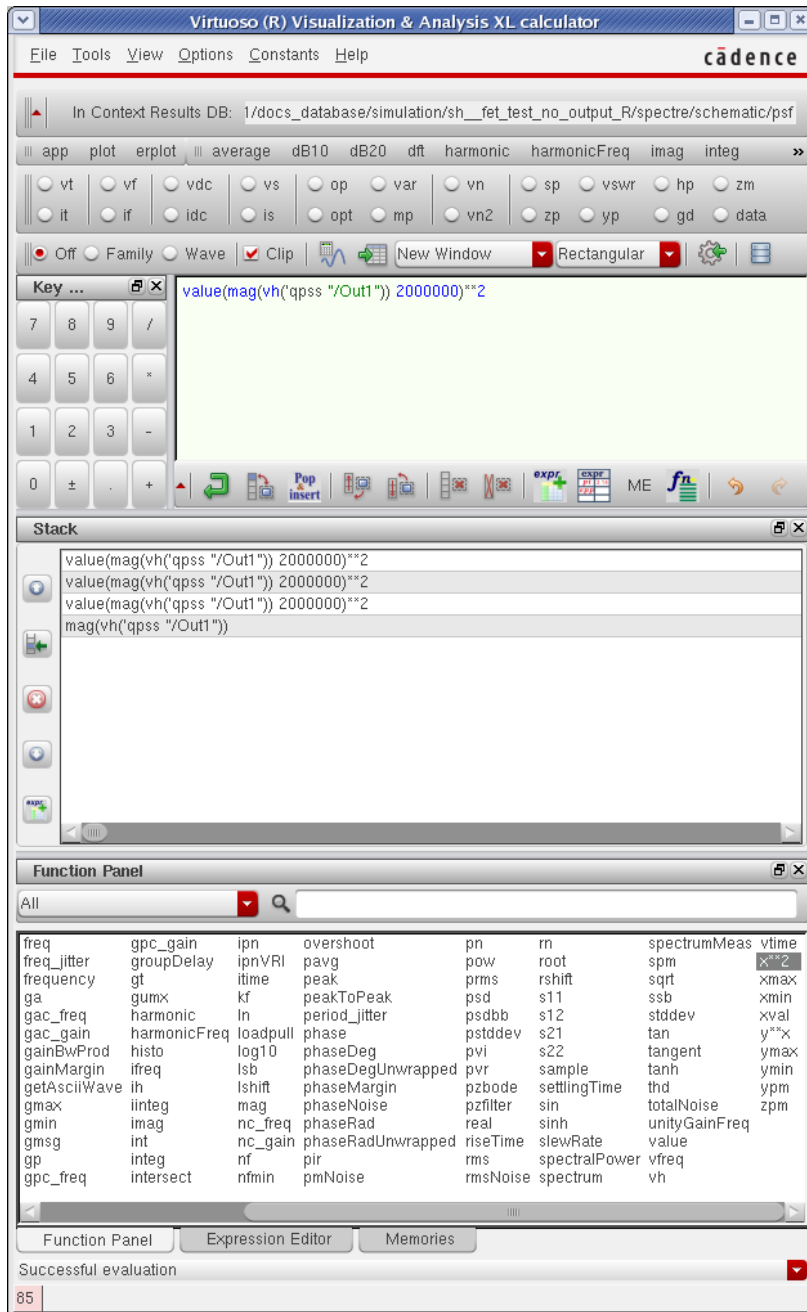 Virtuoso (R) Visualization & Analysis XL calculator
File Tools View Options Constants Help cādence
In Context Results DB: 1/docs_database/simulation/sh__fet_test_no_output_R/spectre/schematic/psf
app plot erplot average dB10 dB20 dft harmonic harmonicFreq imag integ »
vt vf vdc vs op var vn sp vswr hp zm
it if idc is opt mp vn2 zp yp gd data
Off Family Wave Clip New Window Rectangular
Key ...
value(mag(vh('qpss "/Out1")) 2000000)**2
7 8 9 /
4 5 6 *
1 2 3 -
0 ± . +
Pop & insert expr expr ME fn
Stack
value(mag(vh('qpss "/Out1")) 2000000)**2
value(mag(vh('qpss "/Out1")) 2000000)**2
value(mag(vh('qpss "/Out1")) 2000000)**2
mag(vh('qpss "/Out1"))
expr
Function Panel
All
freq gpc_gain ipn overshoot pn rn spectrumMeas vtime
freq_jitter groupDelay ipnVRI pavg pow root spm x**2
frequency gt itime peak prms rshift sqrt xmax
ga gumx kf peakToPeak psd s11 ssb xmin
gac_freq harmonic ln period_jitter psdbb s12 stddev xval
gac_gain harmonicFreq loadpull phase pstddev s21 tan y**x
gainBwProd histo log10 phaseDeg pvi s22 tangent ymax
gainMargin ifreq lsb phaseDegUnwrapped pvr sample tanh ymin
getAsciiWave ih lshift phaseMargin pzbode settlingTime thd ypm
gmax iinteg mag phaseNoise pzfilter sin totalNoise zpm
gmin imag nc_freq phaseRad real sinh unityGainFreq
gmsg int nc_gain phaseRadUnwrapped riseTime slewRate value
gp integ nf pir rms spectralPower vfreq
gpc_freq intersect nfmin pmNoise rmsNoise spectrum vh
Function Panel Expression Editor Memories
Successful evaluation
85